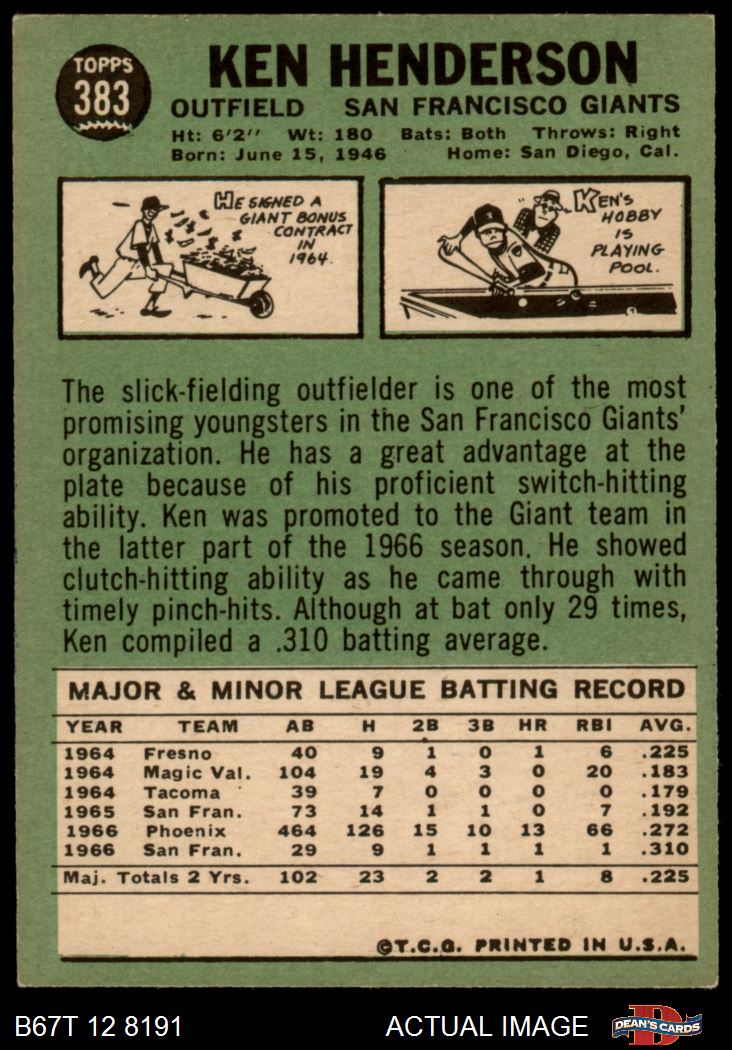 TOPPS
383
KEN HENDERSON
OUTFIELD SAN FRANCISCO GIANTS
Ht: 6'2" Wt: 180 Bats: Both Throws: Right
Born: June 15, 1946 Home: San Diego, Cal.
HE SIGNED A
GIANT BONUS
CONTRACT
IN
1964.
KEN'S
HOBBY
IS
PLAYING
POOL.
The slick-fielding outfielder is one of the most
promising youngsters in the San Francisco Giants'
organization. He has a great advantage at the
plate because of his proficient switch-hitting
ability. Ken was promoted to the Giant team in
the latter part of the 1966 season. He showed
clutch-hitting ability as he came through with
timely pinch-hits. Although at bat only 29 times,
Ken compiled a .310 batting average.
MAJOR & MINOR LEAGUE BATTING RECORD
YEAR TEAM AB H 2B 3B HR RBI AVG.
1964 Fresno 40 9 1 0 1 6 .225
1964 Magic Val. 104 19 4 3 0 20 .183
1964 Tacoma 39 7 0 0 0 0 .179
1965 San Fran. 73 14 1 1 0 7 .192
1966 Phoenix 464 126 15 10 13 66 .272
1966 San Fran. 29 9 1 1 1 1 .310
Maj. Totals 2 Yrs. 102 23 2 2 1 8 .225
©T.C.G. PRINTED IN U.S.A.
B67T 12 8191 ACTUAL IMAGE
DEAN'S CARDS